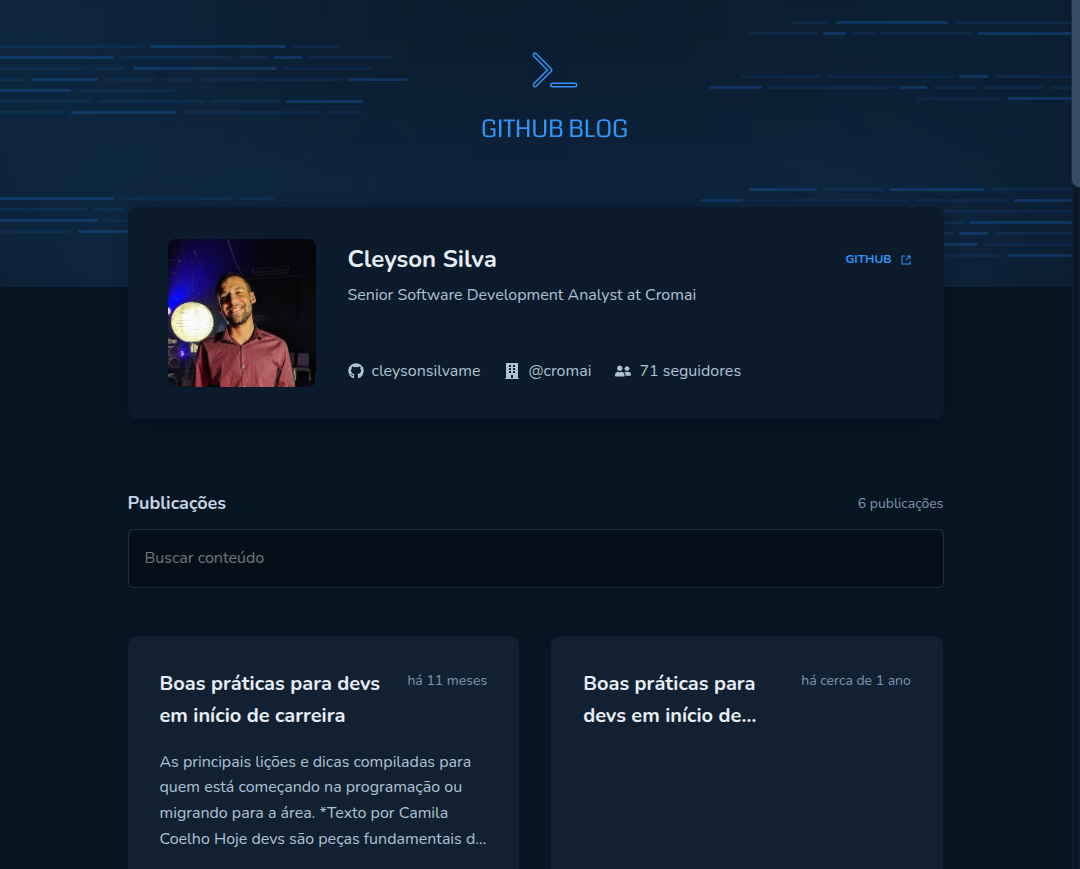 GITHUB BLOG
Cleyson Silva
GITHUB
Senior Software Development Analyst at Cromai
cleysonsilvame @cromai 71 seguidores
Publicações
6 publicações
Buscar conteúdo
Boas práticas para devs
em início de carreira
há 11 meses
As principais lições e dicas compiladas para
quem está começando na programação ou
migrando para a área. *Texto por Camila
Coelho Hoje devs são peças fundamentais d...
Boas práticas para
devs em início de...
há cerca de 1 ano